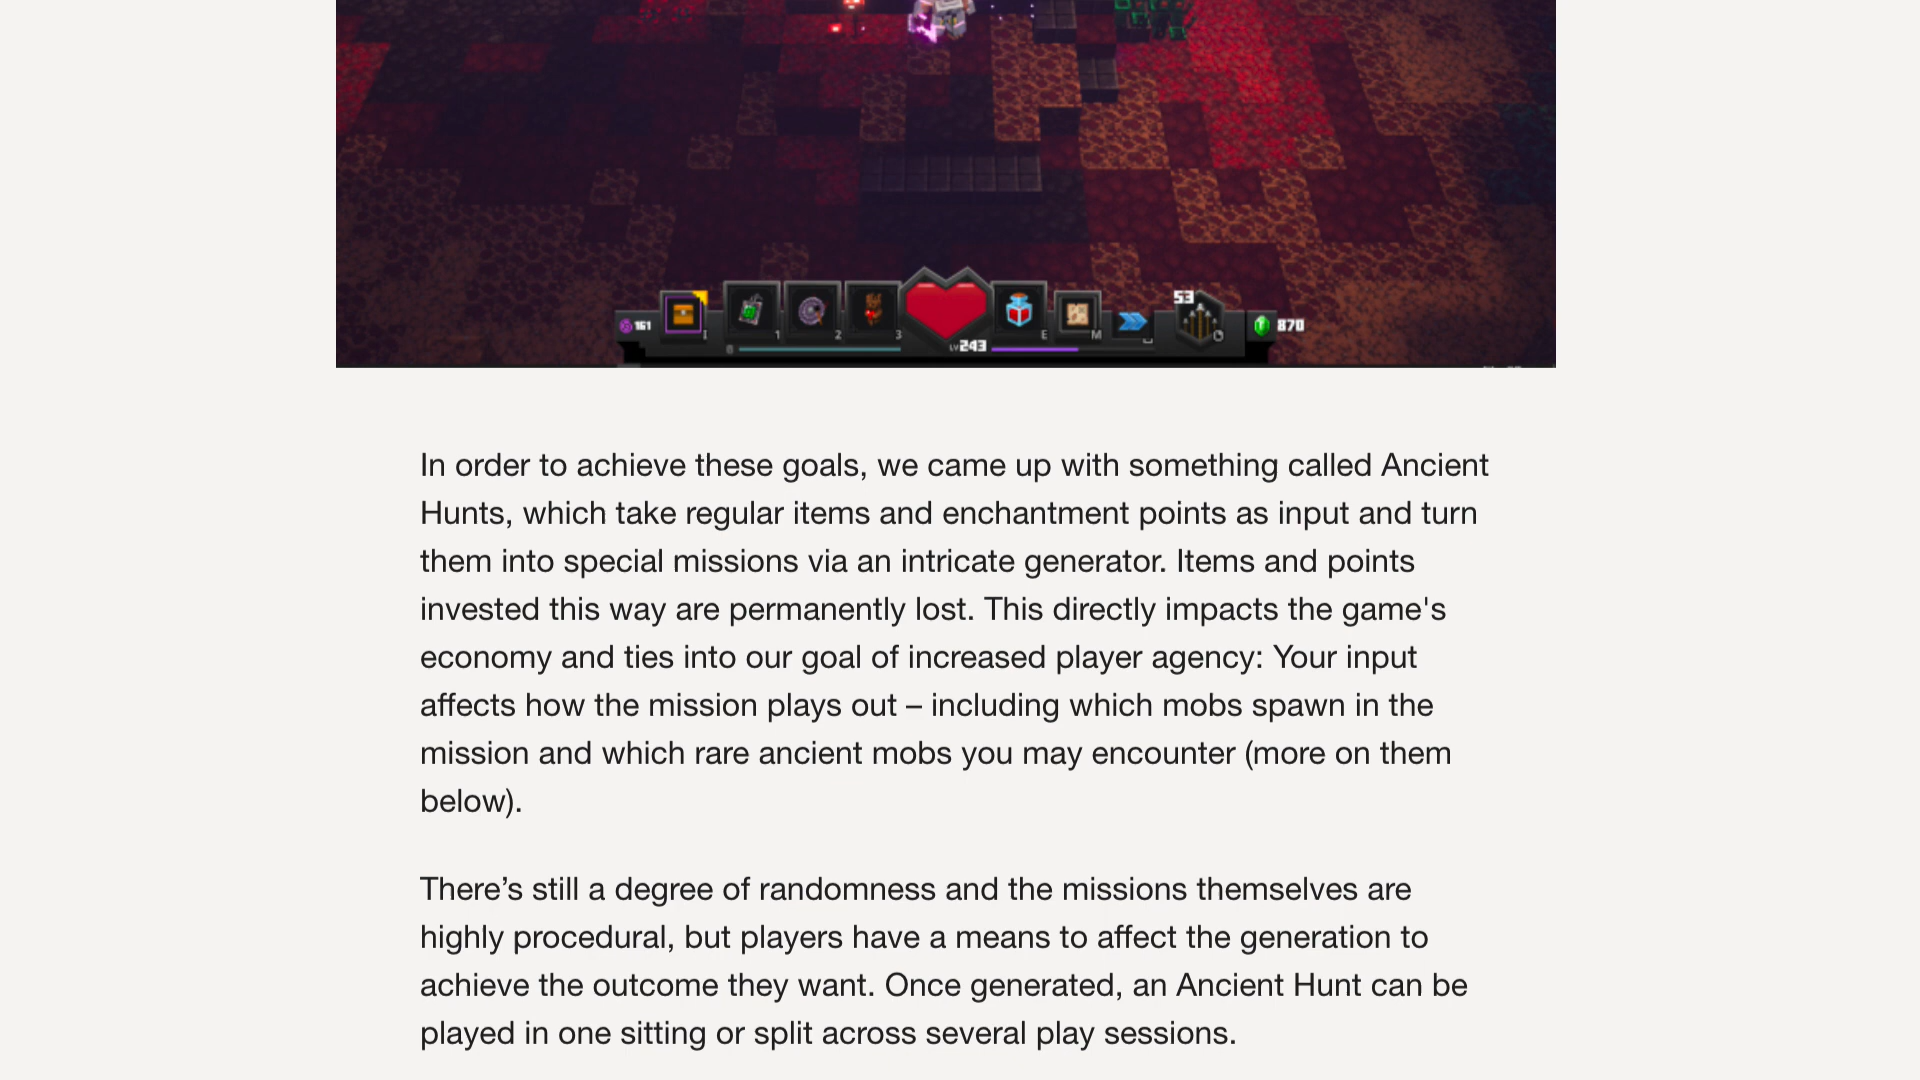 161
I
1
2
3
E
M
53
870
LV 243
In order to achieve these goals, we came up with something called Ancient
Hunts, which take regular items and enchantment points as input and turn
them into special missions via an intricate generator. Items and points
invested this way are permanently lost. This directly impacts the game's
economy and ties into our goal of increased player agency: Your input
affects how the mission plays out – including which mobs spawn in the
mission and which rare ancient mobs you may encounter (more on them
below).
There’s still a degree of randomness and the missions themselves are
highly procedural, but players have a means to affect the generation to
achieve the outcome they want. Once generated, an Ancient Hunt can be
played in one sitting or split across several play sessions.